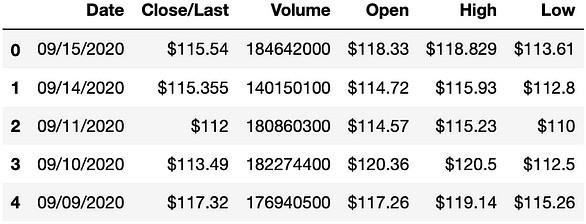 Date Close/Last Volume Open High Low
0 09/15/2020 $115.54 184642000 $118.33 $118.829 $113.61
1 09/14/2020 $115.355 140150100 $114.72 $115.93 $112.8
2 09/11/2020 $112 180860300 $114.57 $115.23 $110
3 09/10/2020 $113.49 182274400 $120.36 $120.5 $112.5
4 09/09/2020 $117.32 176940500 $117.26 $119.14 $115.26